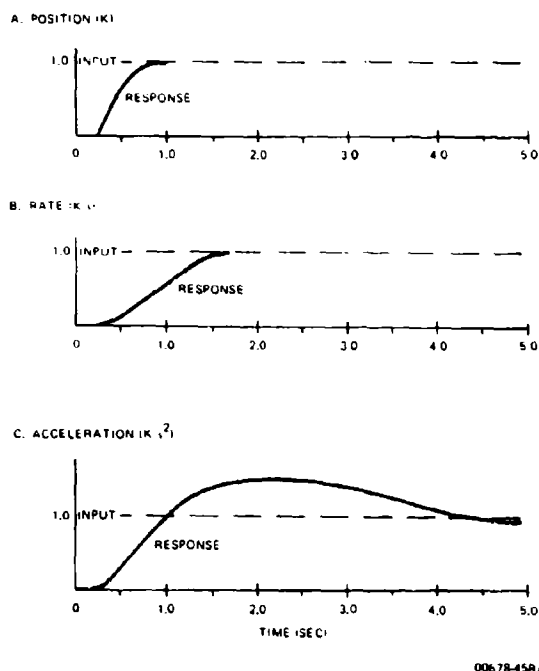 A. POSITION (K)
1.0 INPUT
RESPONSE
0 1.0 2.0 3.0 4.0 5.0
B. RATE (K
1.0 INPUT
RESPONSE
0 1.0 2.0 3.0 4.0 5.0
C. ACCELERATION (K s²)
1.0 INPUT
RESPONSE
0 1.0 2.0 3.0 4.0 5.0
TIME (SEC)